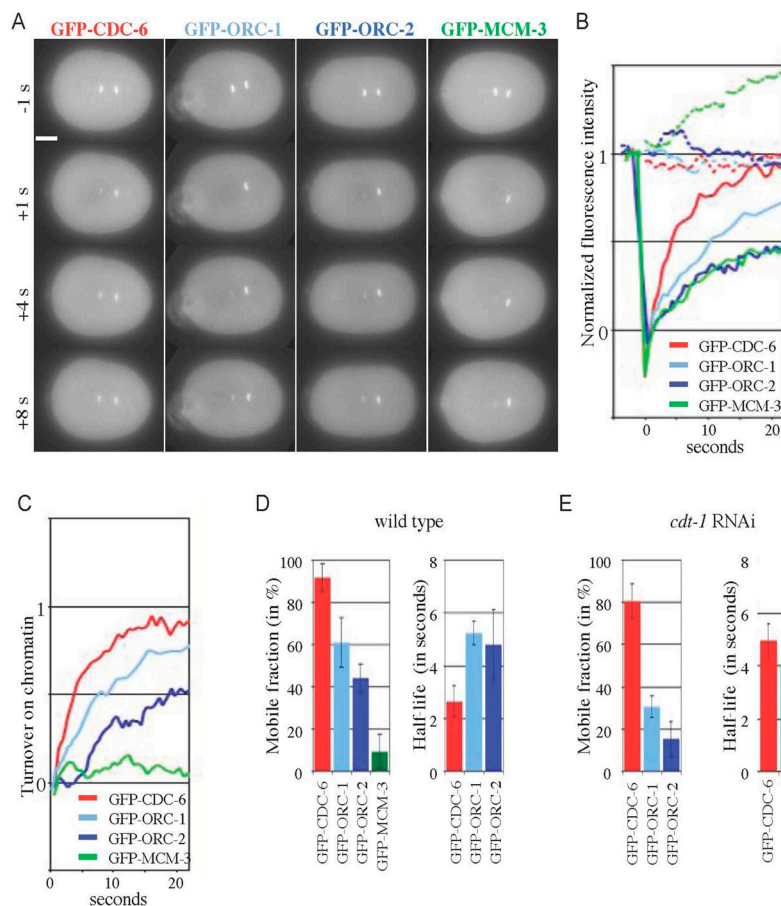 A
GFP-CDC-6 GFP-ORC-1 GFP-ORC-2 GFP-MCM-3
-1 s
+1 s
+4 s
+8 s
B
Normalized fluorescence intensity
1
0
GFP-CDC-6
GFP-ORC-1
GFP-ORC-2
GFP-MCM-3
0 10 20
seconds
C
Turnover on chromatin
1
0
GFP-CDC-6
GFP-ORC-1
GFP-ORC-2
GFP-MCM-3
0 10 20
seconds
D
wild type
Mobile fraction (in %)
100
80
60
40
20
0
GFP-CDC-6
GFP-ORC-1
GFP-ORC-2
GFP-MCM-3
Half-life (in seconds)
8
6
4
2
0
GFP-CDC-6
GFP-ORC-1
GFP-ORC-2
E
cdt-1 RNAi
Mobile fraction (in %)
100
80
60
40
20
0
GFP-CDC-6
GFP-ORC-1
GFP-ORC-2
Half-life (in seconds)
8
6
4
2
0
GFP-CDC-6